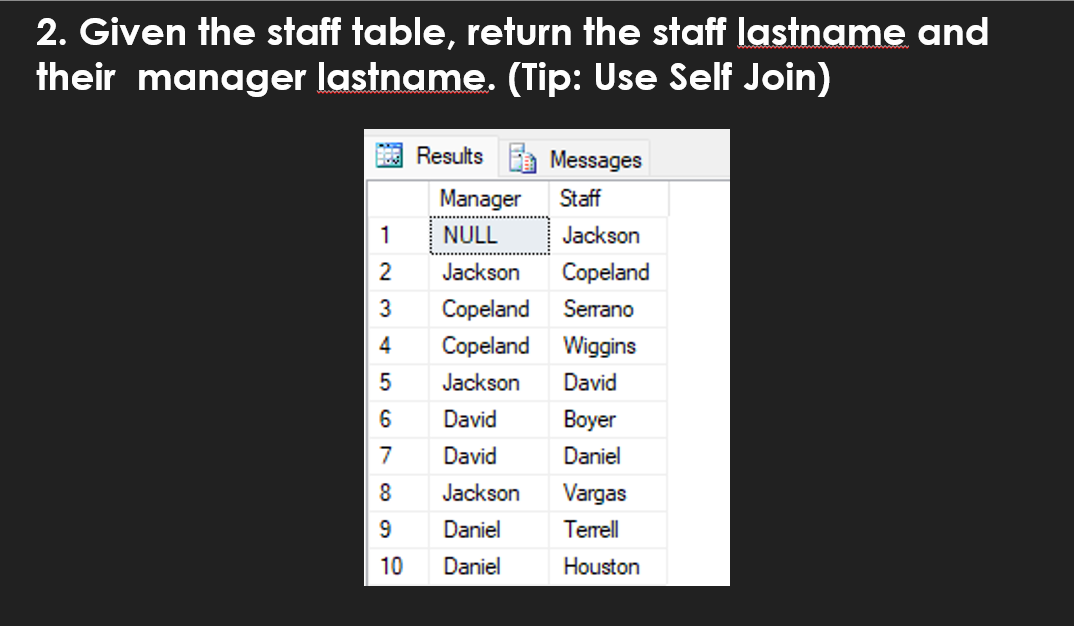 2. Given the staff table, return the staff lastname and
their manager lastname. (Tip: Use Self Join)
Results Messages
Manager Staff
1 NULL Jackson
2 Jackson Copeland
3 Copeland Serrano
4 Copeland Wiggins
5 Jackson David
6 David Boyer
7 David Daniel
8 Jackson Vargas
9 Daniel Terrell
10 Daniel Houston